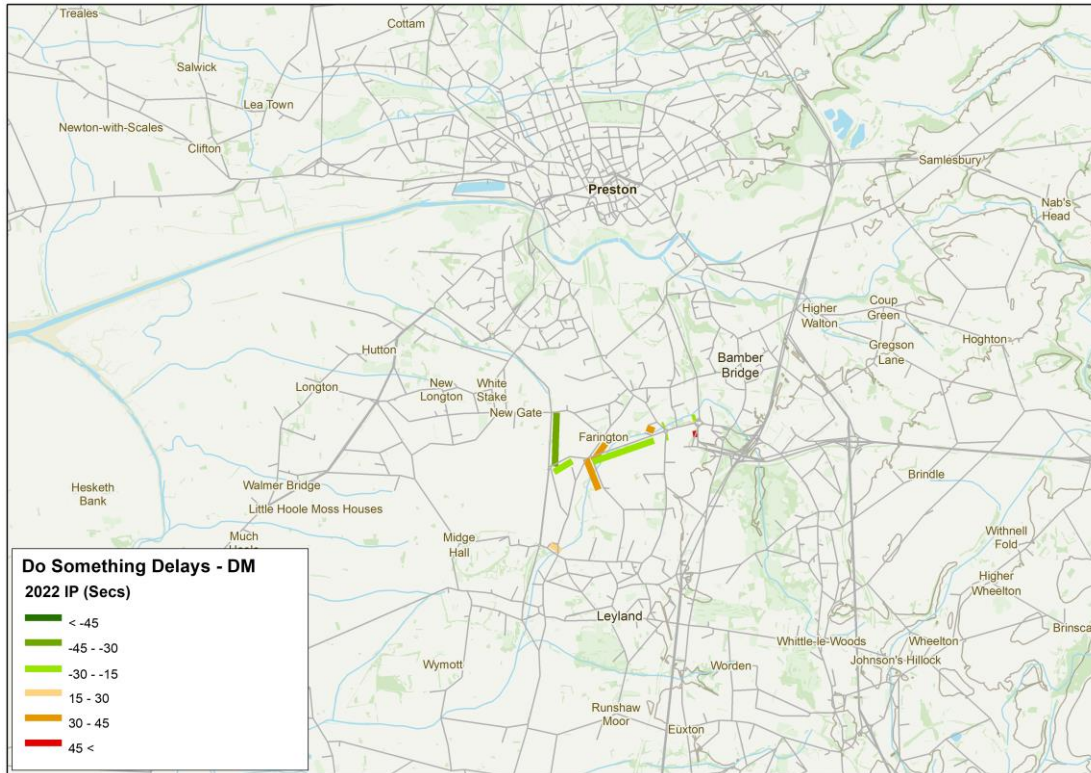 Treales
Cottam
Salwick
Lea Town
Newton-with-Scales
Clifton
Samlesbury
Preston
Nab's
Head
Higher
Walton
Coup
Green
Gregson
Lane
Hoghton
Bamber
Bridge
Hutton
Longton
New
Longton
White
Stake
New Gate
Farington
Brindle
Hesketh
Bank
Walmer Bridge
Little Hoole Moss Houses
Much
Midge
Hall
Withnell
Fold
Higher
Wheelton
Leyland
Brinsca
Whittle-le-Woods
Wheelton
Johnson's Hillock
Wymott
Worden
Runshaw
Moor
Euxton
Do Something Delays - DM
2022 IP (Secs)
< -45
-45 - -30
-30 - -15
15 - 30
30 - 45
45 <